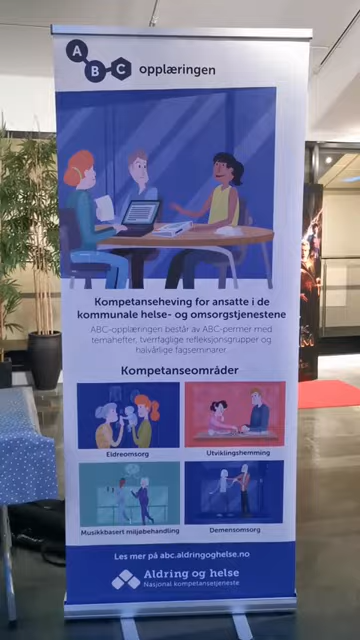 A B C opplæringen
Kompetanseheving for ansatte i de
kommunale helse- og omsorgstjenestene
ABC-opplæringen består av ABC-permer med
temahefter, tverrfaglige refleksjonsgrupper og
halvårlige fagseminarer.
Kompetanseområder
Eldreomsorg
Utviklingshemming
Musikkbasert miljøbehandling
Demensomsorg
Les mer på abc.aldringoghelse.no
Aldring og helse
Nasjonal kompetansetjeneste